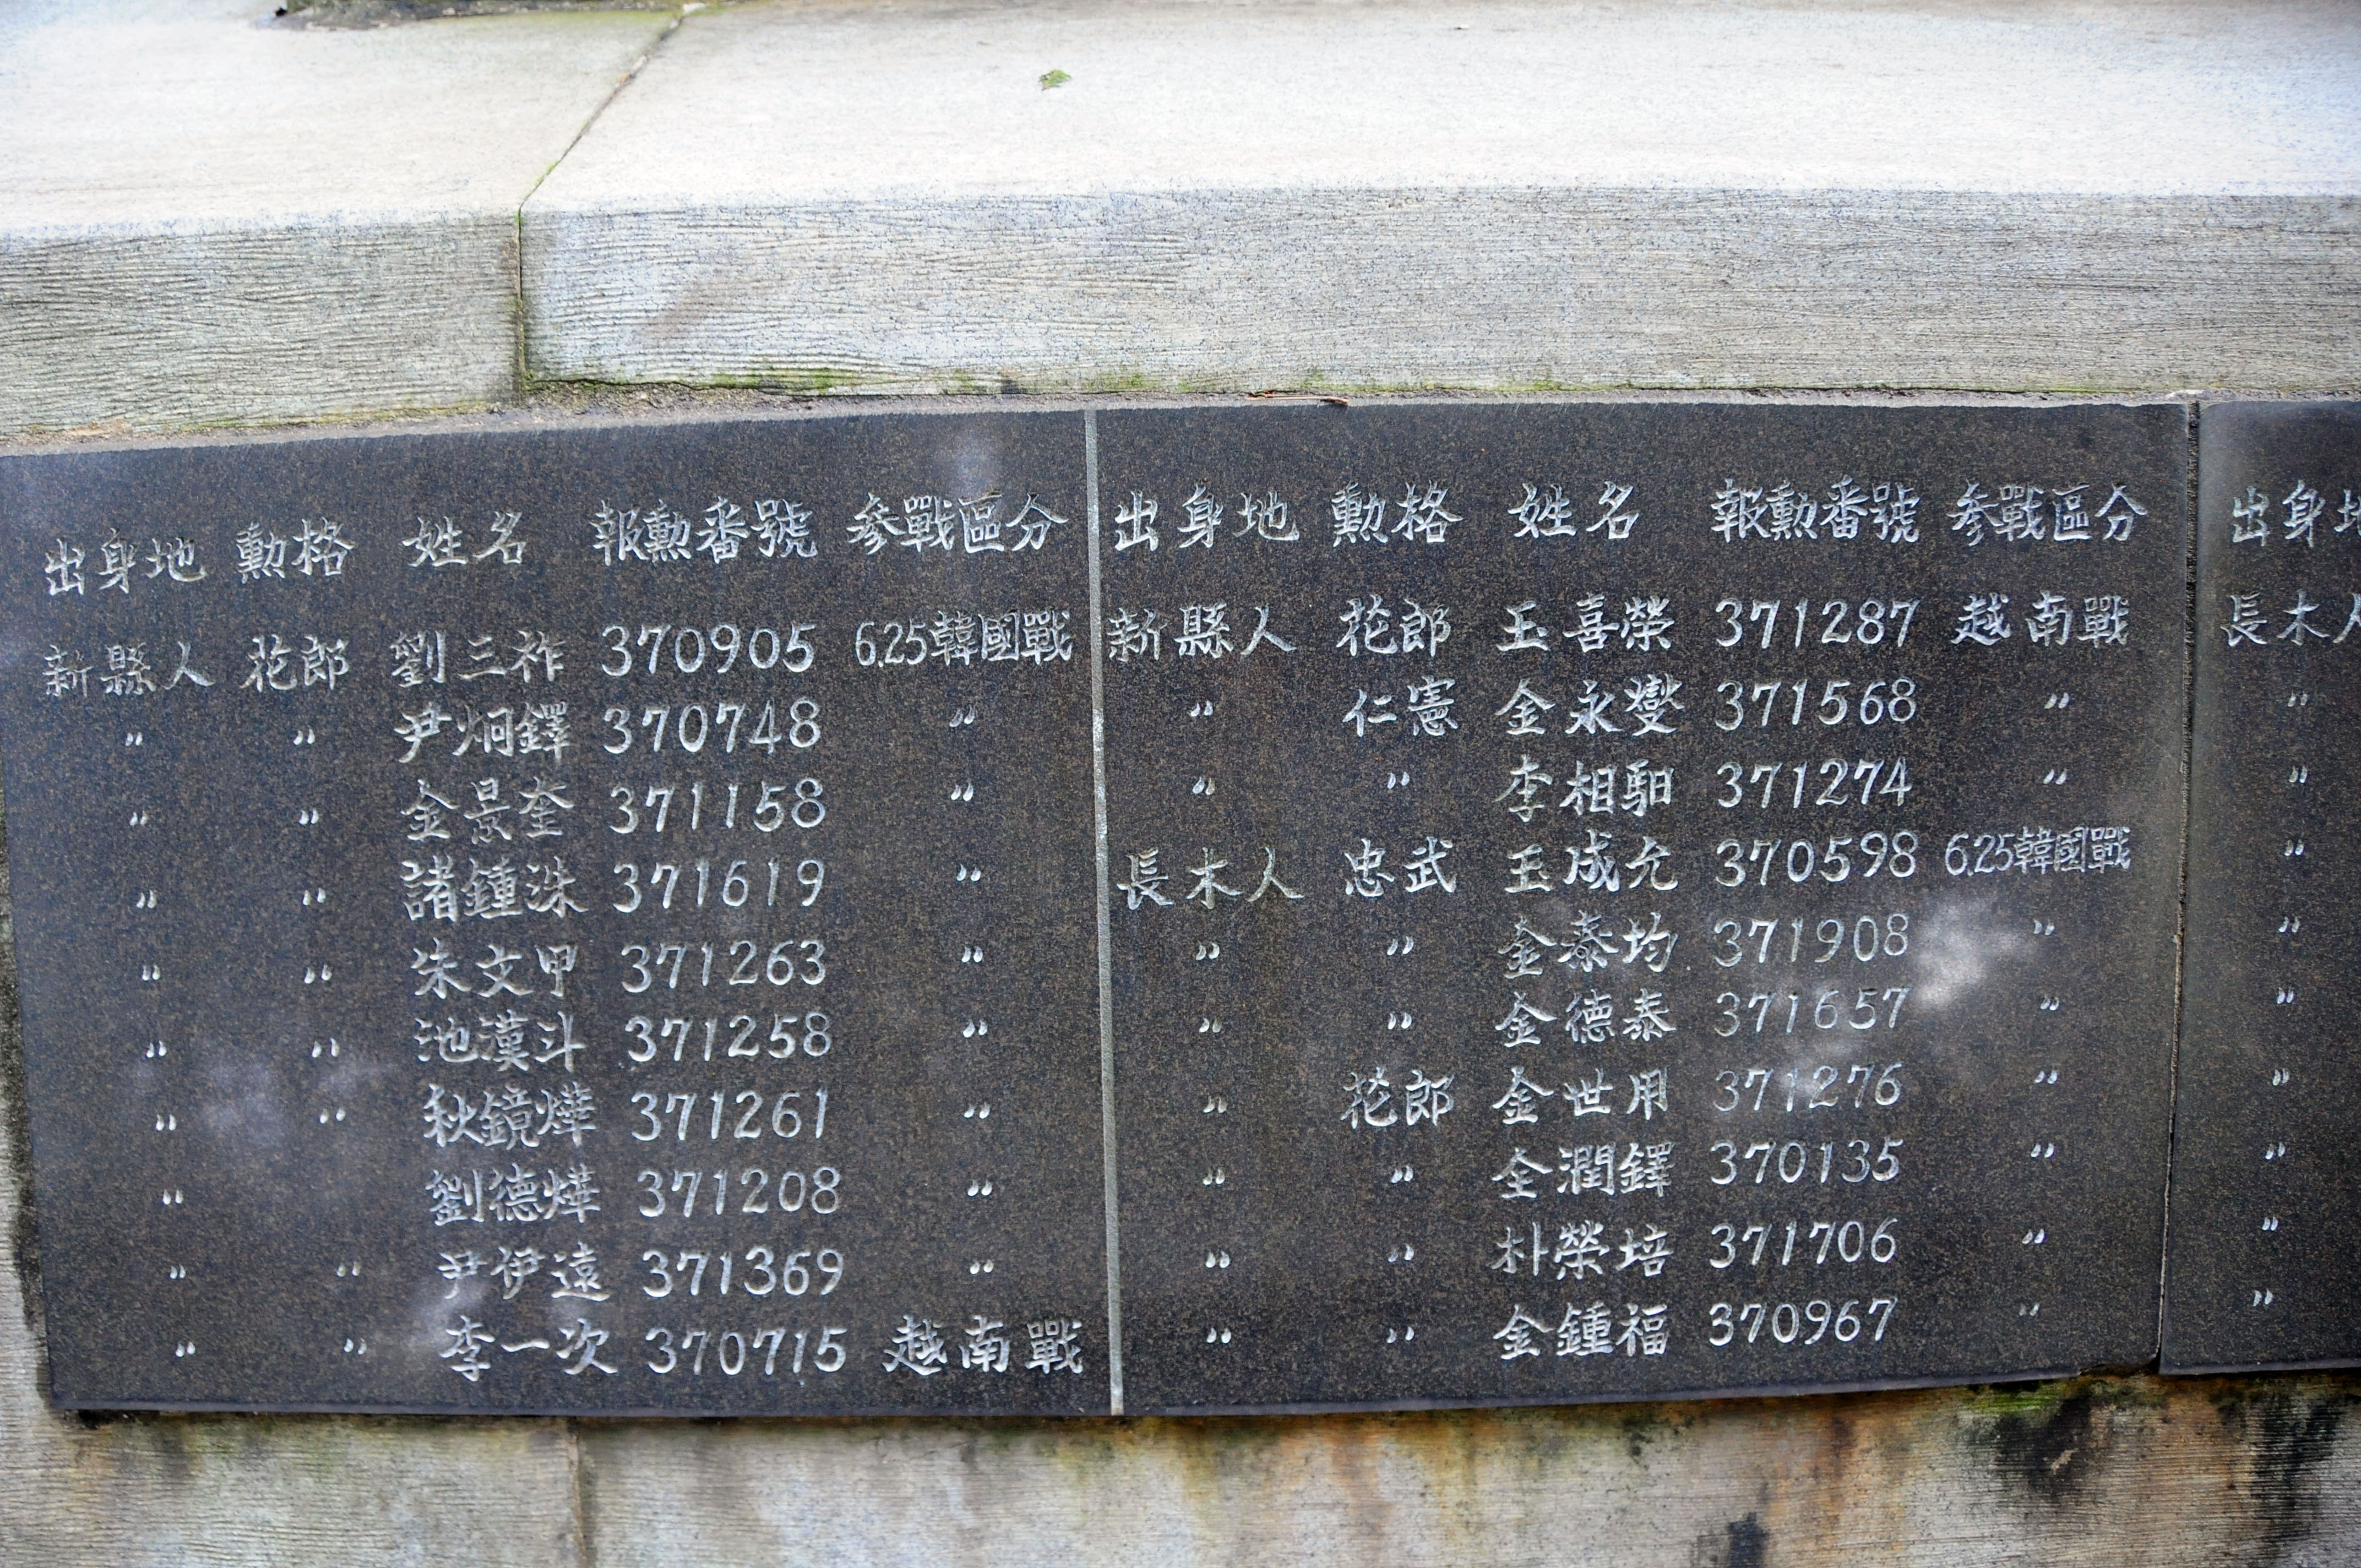 出身地 勳格 姓名 報勳番號 參戰區分
新縣人 花郎 劉三祚 370905 6.25韓國戰
〃 〃 尹炯鐸 370748 〃
〃 〃 金景奎 371158 〃
〃 〃 諸鍾洙 371619 〃
〃 〃 朱文甲 371263 〃
〃 〃 池漢斗 371258 〃
〃 〃 秋鏡燁 371261 〃
〃 〃 劉德燁 371208 〃
〃 〃 尹伊遠 371369 〃
〃 〃 李一次 370715 越南戰
出身地 勳格 姓名 報勳番號 參戰區分
新縣人 花郎 玉喜榮 371287 越南戰
〃 仁憲 金永燮 371568 〃
〃 〃 李相馹 371274 〃
長木人 忠武 玉成允 370598 6.25韓國戰
〃 〃 金泰均 371908 〃
〃 〃 金德泰 371657 〃
〃 花郎 金世用 371276 〃
〃 〃 全潤鐸 370135 〃
〃 〃 朴榮培 371706 〃
〃 〃 金鍾福 370967 〃
出身地
長木人
〃
〃
〃
〃
〃
〃
〃
〃
〃